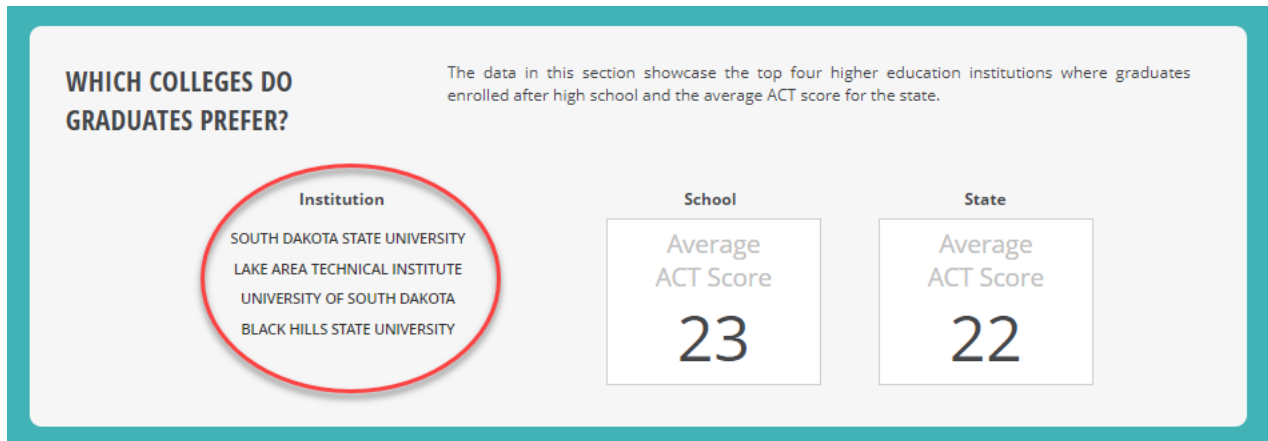 WHICH COLLEGES DO
GRADUATES PREFER?
The data in this section showcase the top four higher education institutions where graduates
enrolled after high school and the average ACT score for the state.
Institution
SOUTH DAKOTA STATE UNIVERSITY
LAKE AREA TECHNICAL INSTITUTE
UNIVERSITY OF SOUTH DAKOTA
BLACK HILLS STATE UNIVERSITY
School
Average
ACT Score
23
State
Average
ACT Score
22